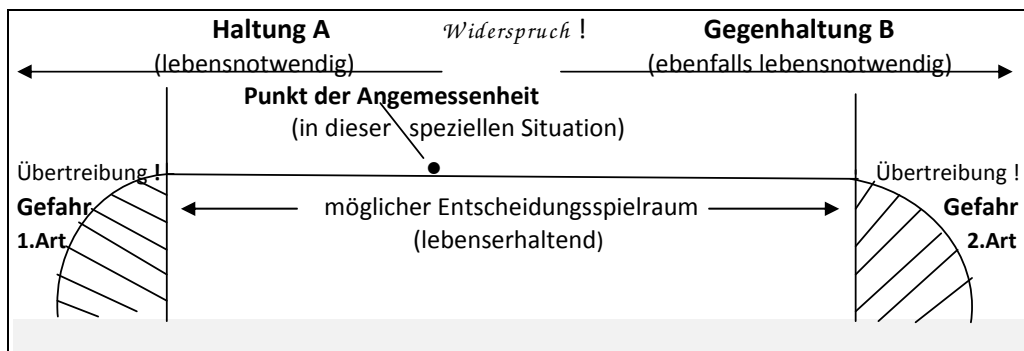 Haltung A Widerspruch ! Gegenhaltung B
(lebensnotwendig) (ebenfalls lebensnotwendig)
Punkt der Angemessenheit
(in dieser speziellen Situation)
Übertreibung ! Übertreibung !
Gefahr möglicher Entscheidungsspielraum Gefahr
1.Art (lebenserhaltend) 2.Art